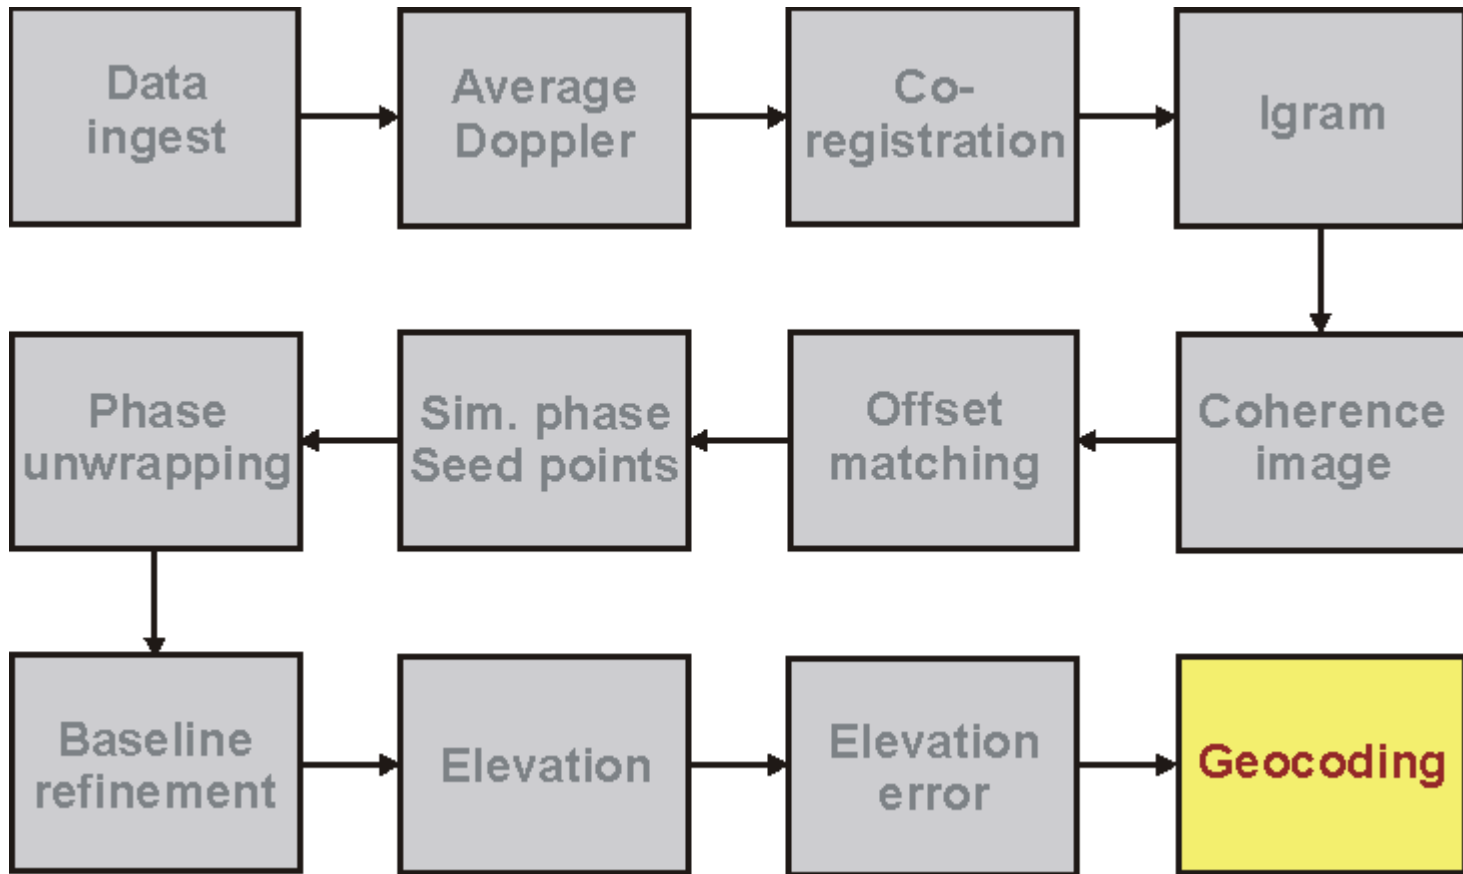 Data
ingest
Average
Doppler
Co-
registration
Igram
Coherence
image
Offset
matching
Sim. phase
Seed points
Phase
unwrapping
Baseline
refinement
Elevation
Elevation
error
Geocoding